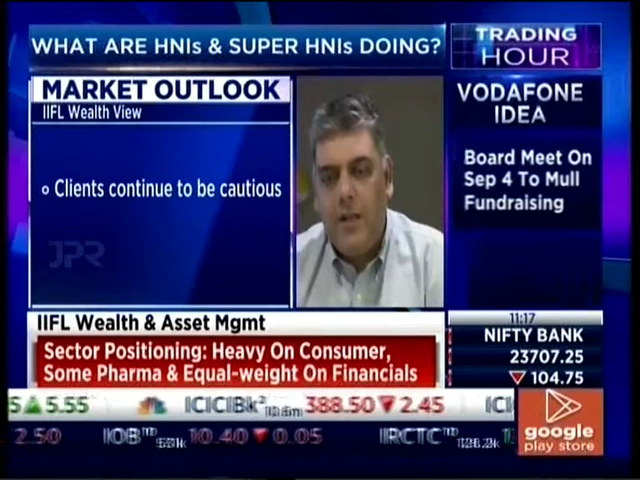 WHAT ARE HNIs & SUPER HNIs DOING?
TRADING
HOUR
MARKET OUTLOOK
IIFL Wealth View
Clients continue to be cautious
JPR
VODAFONE
IDEA
Board Meet On
Sep 4 To Mull
Fundraising
IIFL Wealth & Asset Mgmt
Sector Positioning: Heavy On Consumer,
Some Pharma & Equal-weight On Financials
11:17
NIFTY BANK
23707.25
▼ 104.75
5 ▲ 5.55 ICICIBk 388.50 ▼ 2.45 ICI
2.50 IOB 10.40 ▼ 0.05 IRCTC
google
play store